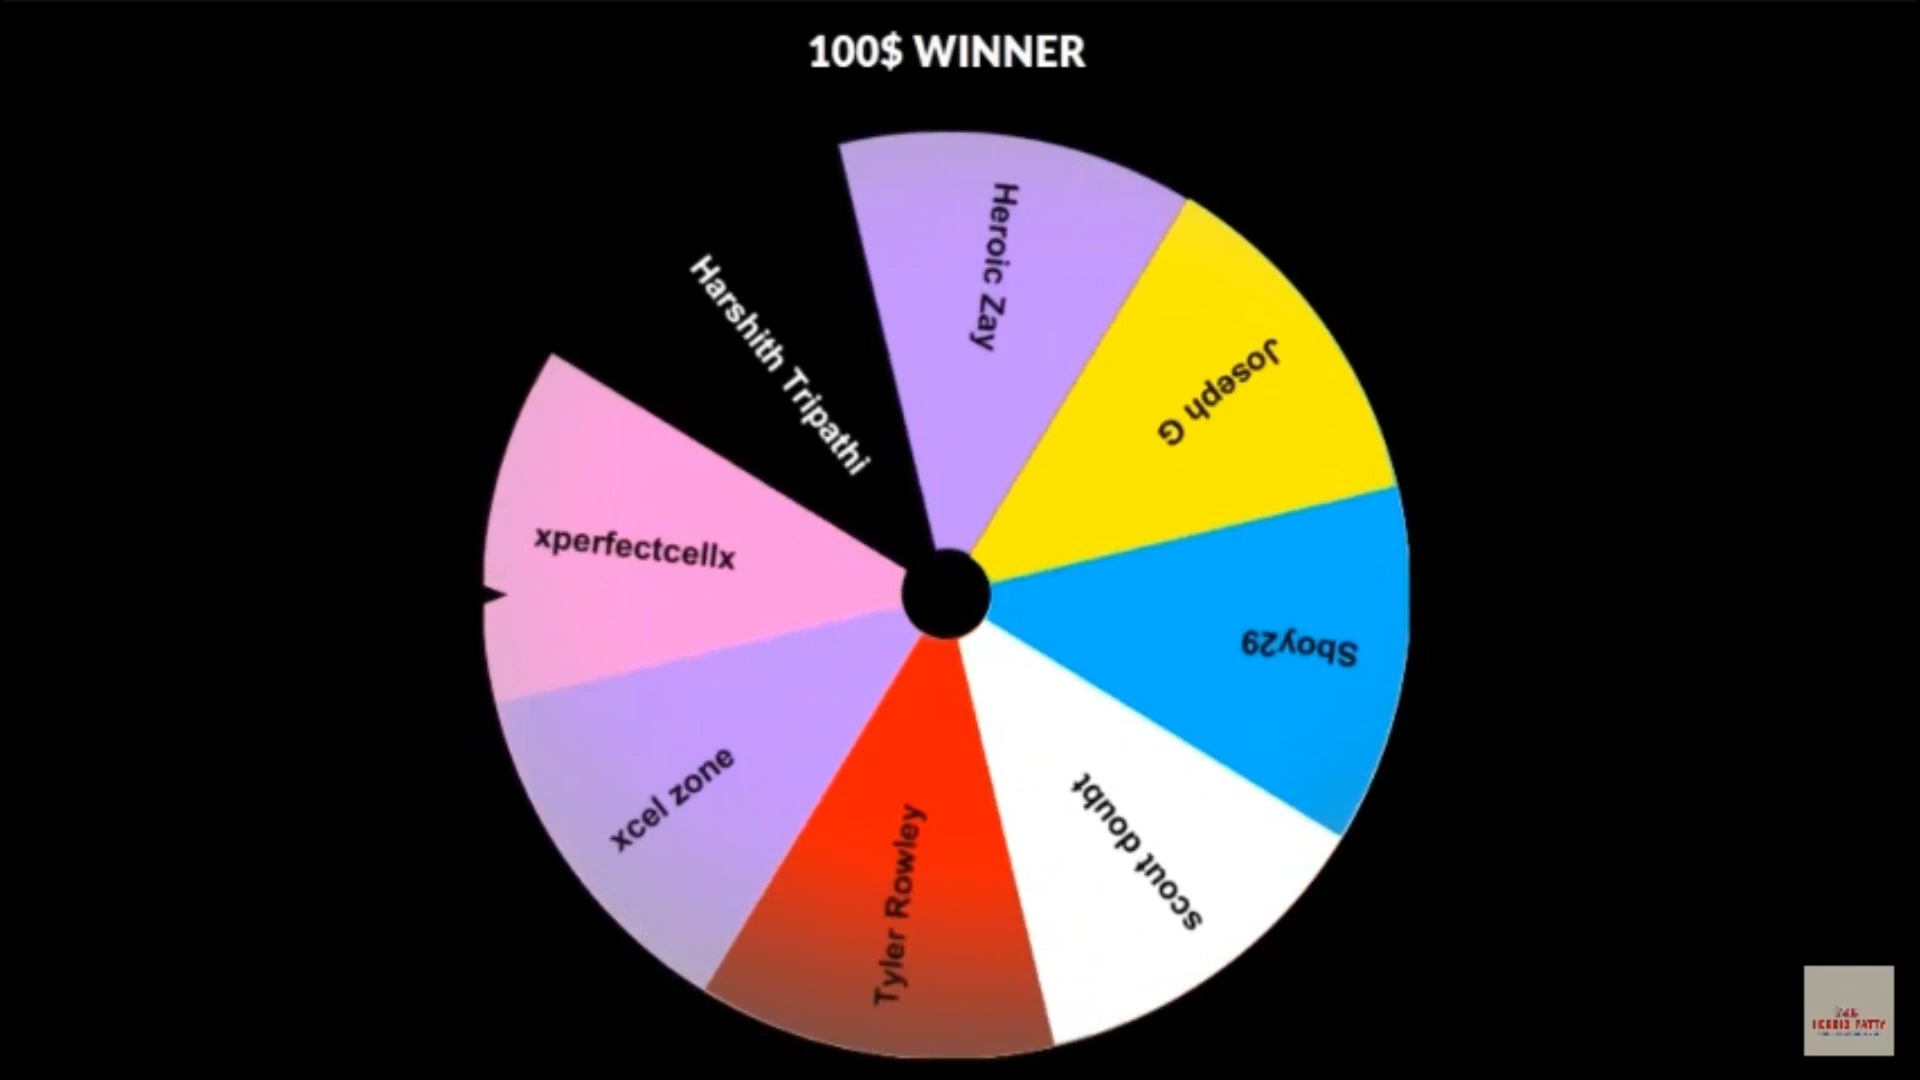 100$ WINNER
Heroic Zay
Joseph G
Sboy29
scout doubt
Tyler Rowley
xcel zone
xperfectcellx
Harshith Tripathi